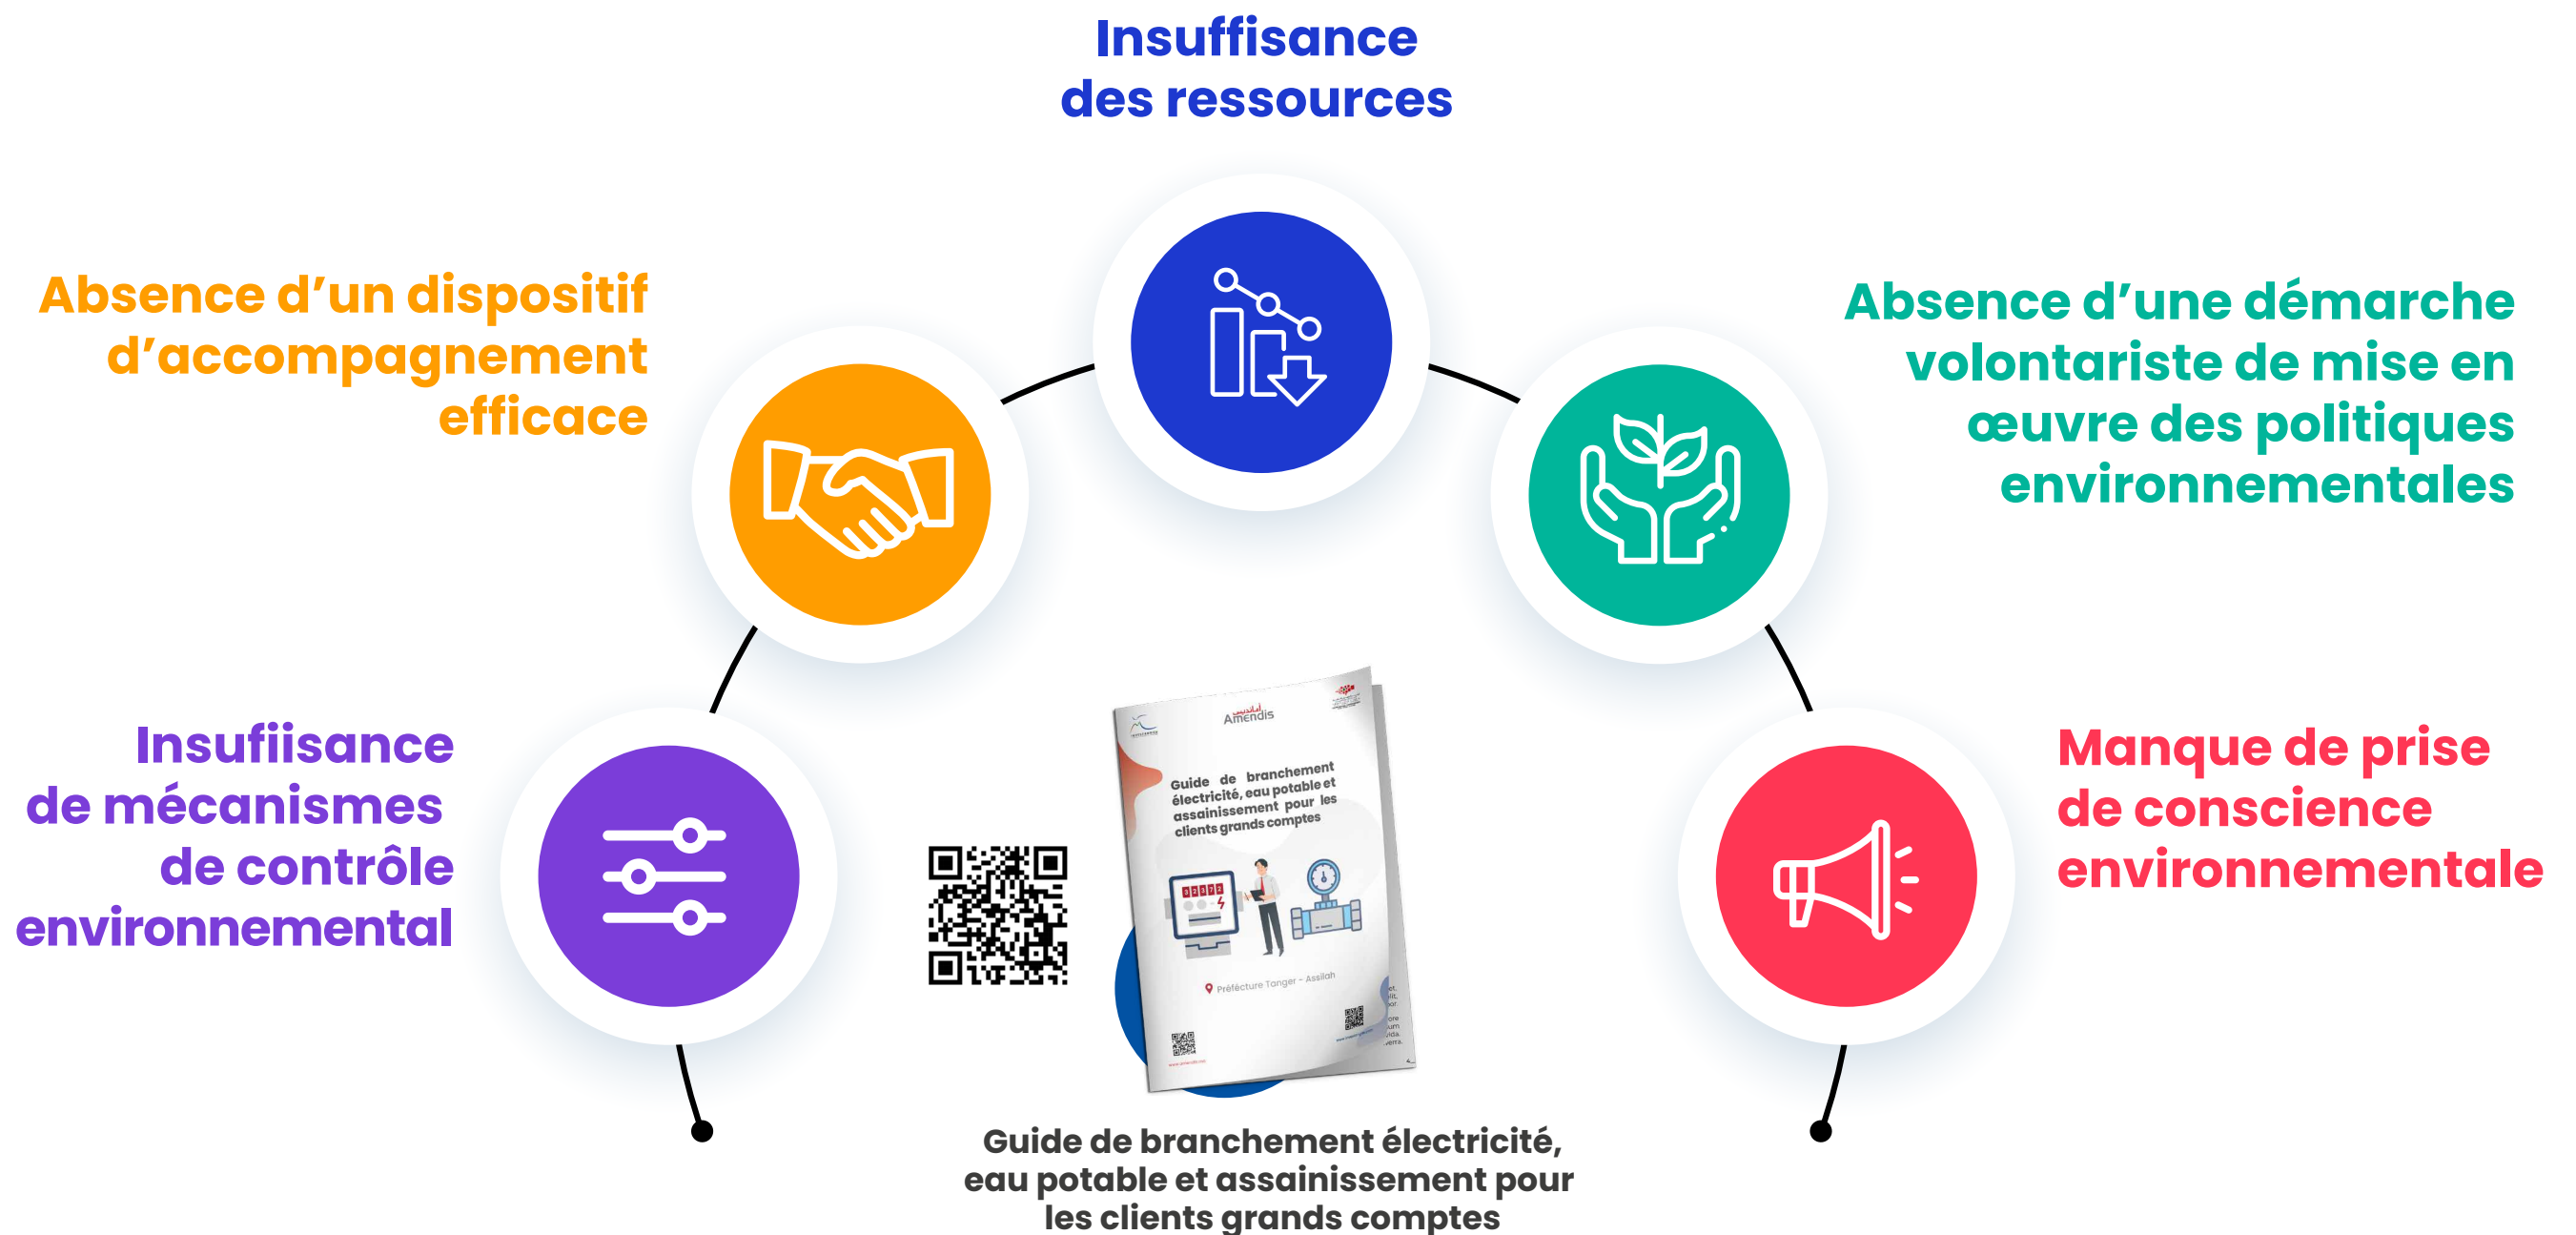 Insuffisance
des ressources
Absence d’un dispositif
d’accompagnement
efficace
Absence d’une démarche
volontariste de mise en
œuvre des politiques
environnementales
Insufiisance
de mécanismes
de contrôle
environnemental
Manque de prise
de conscience
environnementale
أمانديس
Amendis
Guide de branchement
électricité, eau potable et
assainissement pour les
clients grands comptes
Préfécture Tanger - Assilah
Guide de branchement électricité,
eau potable et assainissement pour
les clients grands comptes